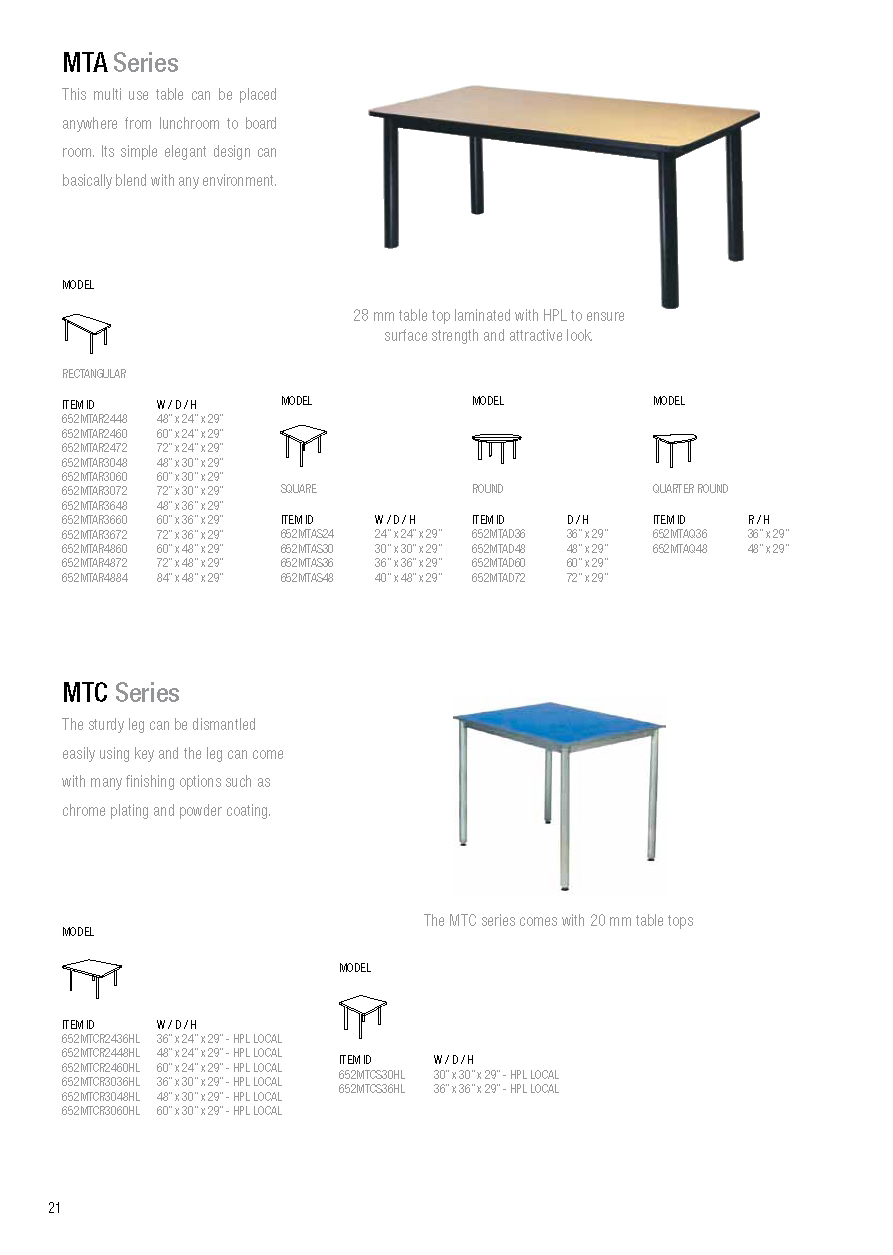 MTA Series
This multi use table can be placed
anywhere from lunchroom to board
room. Its simple elegant design can
basically blend with any environment.
28 mm table top laminated with HPL to ensure
surface strength and attractive look.
MODEL
RECTANGULAR
ITEM ID W / D / H
652MTAR2448 48" x 24" x 29"
652MTAR2460 60" x 24" x 29"
652MTAR2472 72" x 24" x 29"
652MTAR3048 48" x 30" x 29"
652MTAR3060 60" x 30" x 29"
652MTAR3072 72" x 30" x 29"
652MTAR3648 48" x 36" x 29"
652MTAR3660 60" x 36" x 29"
652MTAR3672 72" x 36" x 29"
652MTAR4860 60" x 48" x 29"
652MTAR4872 72" x 48" x 29"
652MTAR4884 84" x 48" x 29"
MODEL
SQUARE
ITEM ID W / D / H
652MTAS24 24" x 24" x 29"
652MTAS30 30" x 30" x 29"
652MTAS36 36" x 36" x 29"
652MTAS48 40" x 48" x 29"
MODEL
ROUND
ITEM ID D / H
652MTAD36 36" x 29"
652MTAD48 48" x 29"
652MTAD60 60" x 29"
652MTAD72 72" x 29"
MODEL
QUARTER ROUND
ITEM ID R / H
652MTAQ36 36" x 29"
652MTAQ48 48" x 29"
MTC Series
The sturdy leg can be dismantled
easily using key and the leg can come
with many finishing options such as
chrome plating and powder coating.
The MTC series comes with 20 mm table tops
MODEL
ITEM ID W / D / H
652MTCR2436HL 36" x 24" x 29" - HPL LOCAL
652MTCR2448HL 48" x 24" x 29" - HPL LOCAL
652MTCR2460HL 60" x 24" x 29" - HPL LOCAL
652MTCR3036HL 36" x 30" x 29" - HPL LOCAL
652MTCR3048HL 48" x 30" x 29" - HPL LOCAL
652MTCR3060HL 60" x 30" x 29" - HPL LOCAL
MODEL
ITEM ID W / D / H
652MTCS30HL 30" x 30" x 29" - HPL LOCAL
652MTCS36HL 36" x 36" x 29" - HPL LOCAL
21